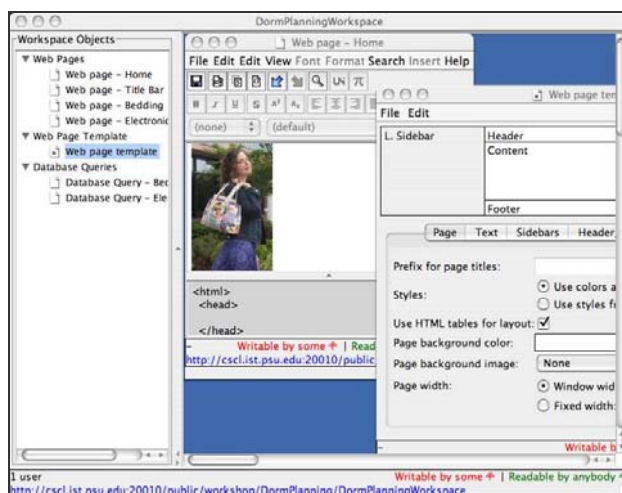 DormPlanningWorkspace
Workspace Objects
Web Pages
Web page - Home
Web page - Title Bar
Web page - Bedding
Web page - Electronic
Web Page Template
Web page template
Database Queries
Database Query - Bec
Database Query - Ele
Web page - Home
File Edit Edit View Font Format Search Insert Help
B I U S A² A₂
(none) (default)
<html>
<head>
</head>
Writable by some | Read
http://cscl.ist.psu.edu:20010/public
Web page tem
File Edit
L. Sidebar
Header
Content
Footer
Page Text Sidebars Header
Prefix for page titles:
Styles:
Use colors a
Use styles f
Use HTML tables for layout:
Page background color:
Page background image: None
Page width:
Window wid
Fixed width:
Writable b
1 user
Writable by some | Readable by anybody
http://cscl.ist.psu.edu:20010/public/workshop/DormPlanning/DormPlanningWorkspace